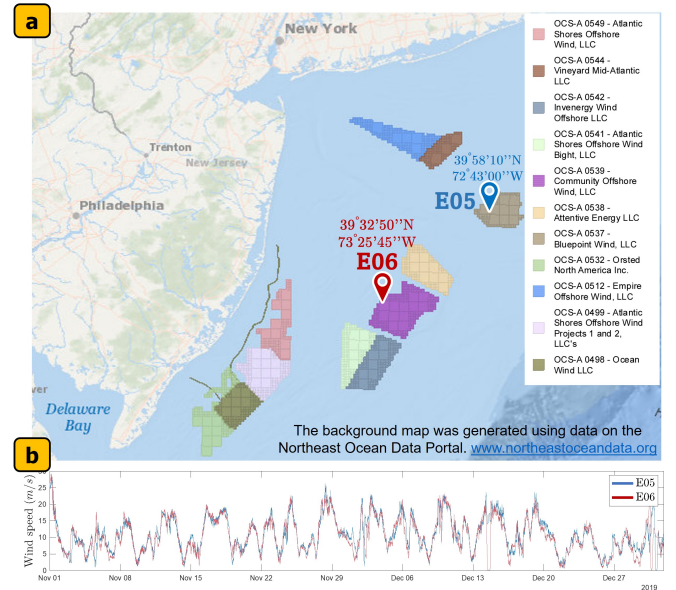 a
New York
Trenton
New Jersey
Philadelphia
Delaware
Bay
39°58'10''N
72°43'00''W
E05
39°32'50''N
73°25'45''W
E06
OCS-A 0549 - Atlantic
Shores Offshore
Wind, LLC
OCS-A 0544 -
Vineyard Mid-Atlantic
LLC
OCS-A 0542 -
Invenergy Wind
Offshore LLC
OCS-A 0541 - Atlantic
Shores Offshore Wind
Bight, LLC
OCS-A 0539 -
Community Offshore
Wind, LLC
OCS-A 0538 -
Attentive Energy LLC
OCS-A 0537 -
Bluepoint Wind, LLC
OCS-A 0532 - Orsted
North America Inc.
OCS-A 0512 - Empire
Offshore Wind, LLC
OCS-A 0499 - Atlantic
Shores Offshore Wind
Projects 1 and 2,
LLC's
OCS-A 0498 - Ocean
Wind LLC
The background map was generated using data on the
Northeast Ocean Data Portal. www.northeastoceandata.org
b
Wind speed (m/s)
25
20
15
10
5
0
E05
E06
Nov 01 Nov 08 Nov 15 Nov 22 Nov 29 Dec 06 Dec 13 Dec 20 Dec 27
2019